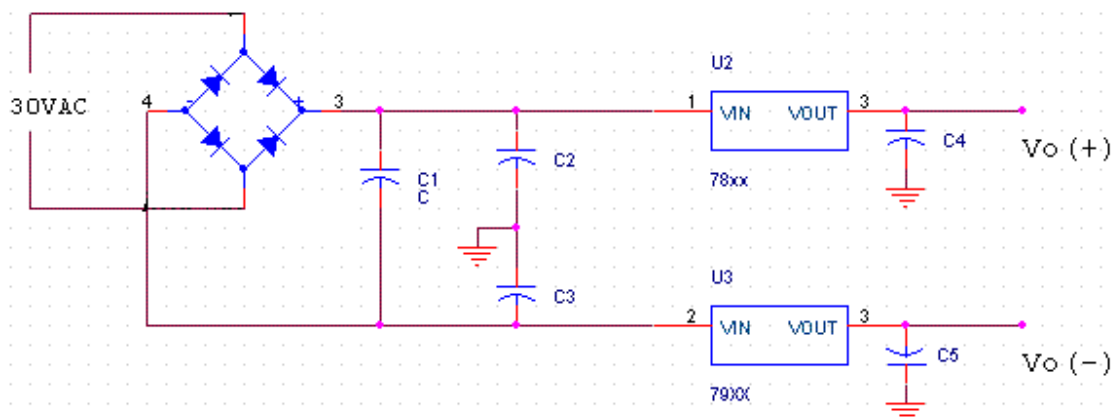 U2
30VAC
4
-
+
3
1
VIN
VOUT
3
C1
C
C2
78xx
C4
Vo (+)
C3
U3
2
VIN
VOUT
3
C5
79XX
Vo (-)